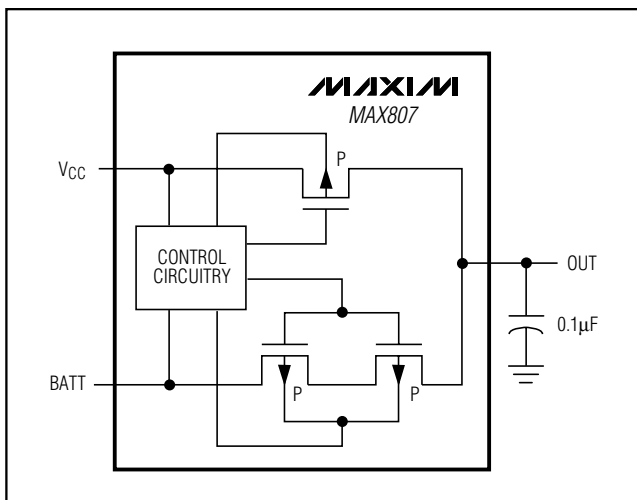 MAXIM
MAX807
P
VCC
CONTROL
CIRCUITRY
OUT
0.1µF
BATT
P
P